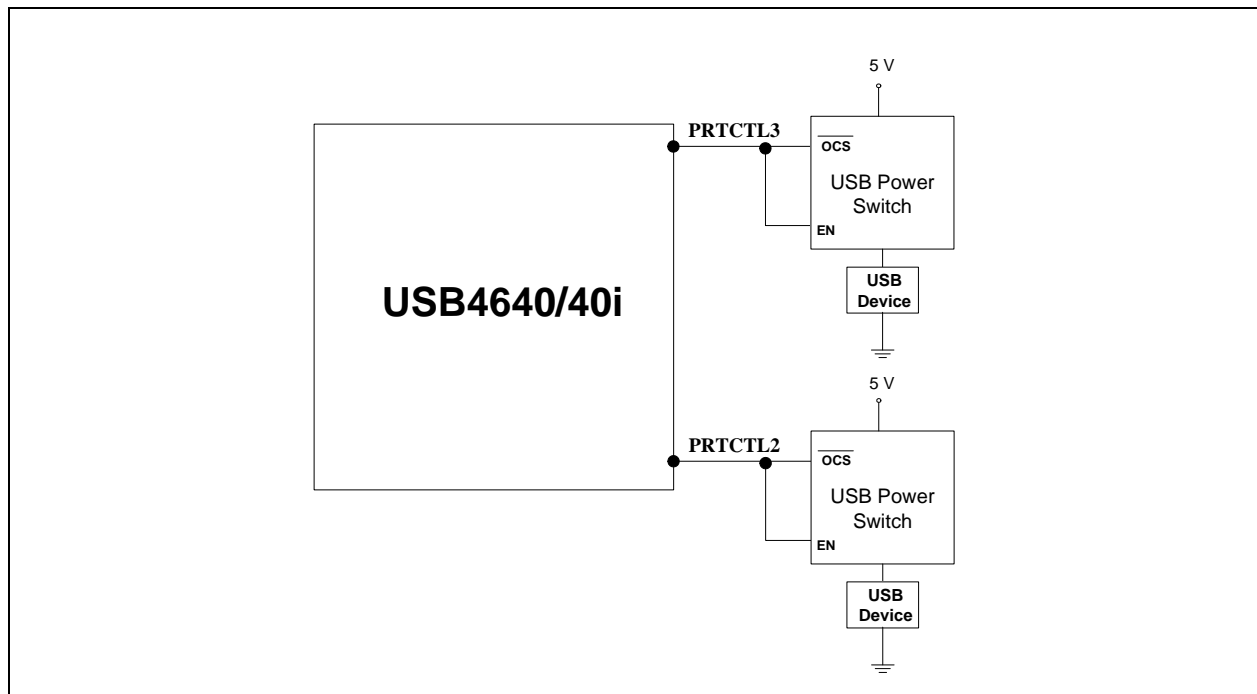 5 V
PRTCTL3
OCS
USB Power
Switch
EN
USB4640/40i
USB
Device
5 V
PRTCTL2
OCS
USB Power
Switch
EN
USB
Device